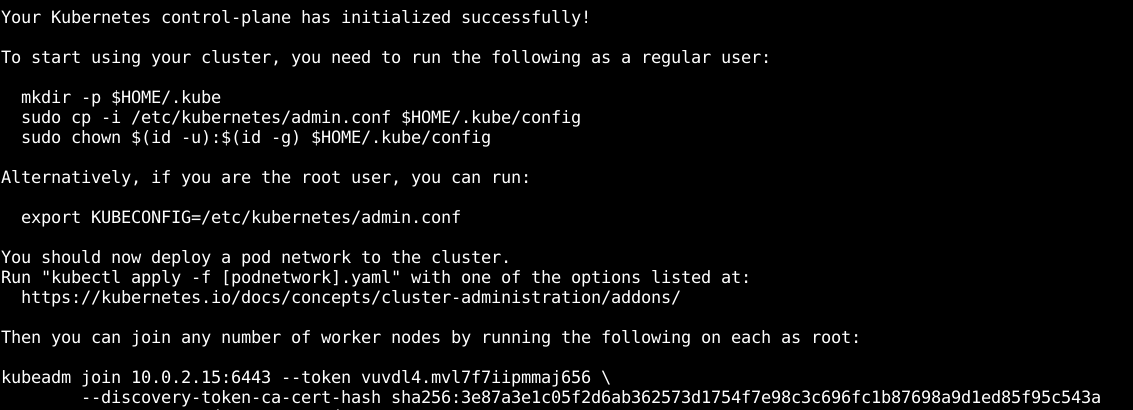 Your Kubernetes control-plane has initialized successfully!
To start using your cluster, you need to run the following as a regular user:
mkdir -p $HOME/.kube
sudo cp -i /etc/kubernetes/admin.conf $HOME/.kube/config
sudo chown $(id -u):$(id -g) $HOME/.kube/config
Alternatively, if you are the root user, you can run:
export KUBECONFIG=/etc/kubernetes/admin.conf
You should now deploy a pod network to the cluster.
Run "kubectl apply -f [podnetwork].yaml" with one of the options listed at:
https://kubernetes.io/docs/concepts/cluster-administration/addons/
Then you can join any number of worker nodes by running the following on each as root:
kubeadm join 10.0.2.15:6443 --token vuvdl4.mvl7f7iipmmaj656 \
--discovery-token-ca-cert-hash sha256:3e87a3e1c05f2d6ab362573d1754f7e98c3c696fc1b87698a9d1ed85f95c543a